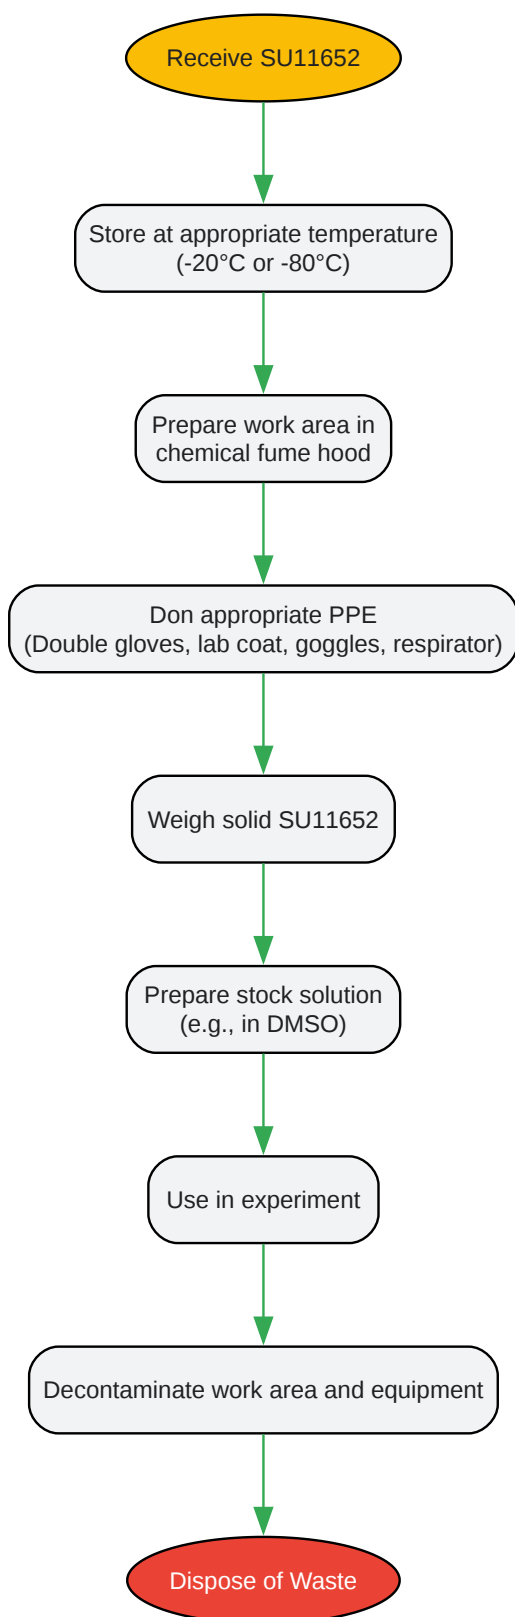 Receive SU11652
Store at appropriate temperature
(-20°C or -80°C)
Prepare work area in
chemical fume hood
Don appropriate PPE
(Double gloves, lab coat, goggles, respirator)
Weigh solid SU11652
Prepare stock solution
(e.g., in DMSO)
Use in experiment
Decontaminate work area and equipment
Dispose of Waste